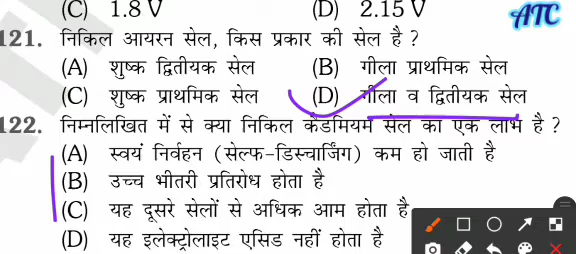 (C) 1.8 V (D) 2.15 V
ATC
121. निकिल आयरन सेल, किस प्रकार की सेल है ?
(A) शुष्क द्वितीयक सेल (B) गीला प्राथमिक सेल
(C) शुष्क प्राथमिक सेल (D) गीला व द्वितीयक सेल
122. निम्नलिखित में से क्या निकिल कैडमियम सेल का एक लाभ है ?
(A) स्वयं निर्वहन (सेल्फ-डिस्चार्जिंग) कम हो जाती है
(B) उच्च भीतरी प्रतिरोध होता है
(C) यह दूसरे सेलों से अधिक आम होता है
(D) यह इलेक्ट्रोलाइट एसिड नहीं होता है